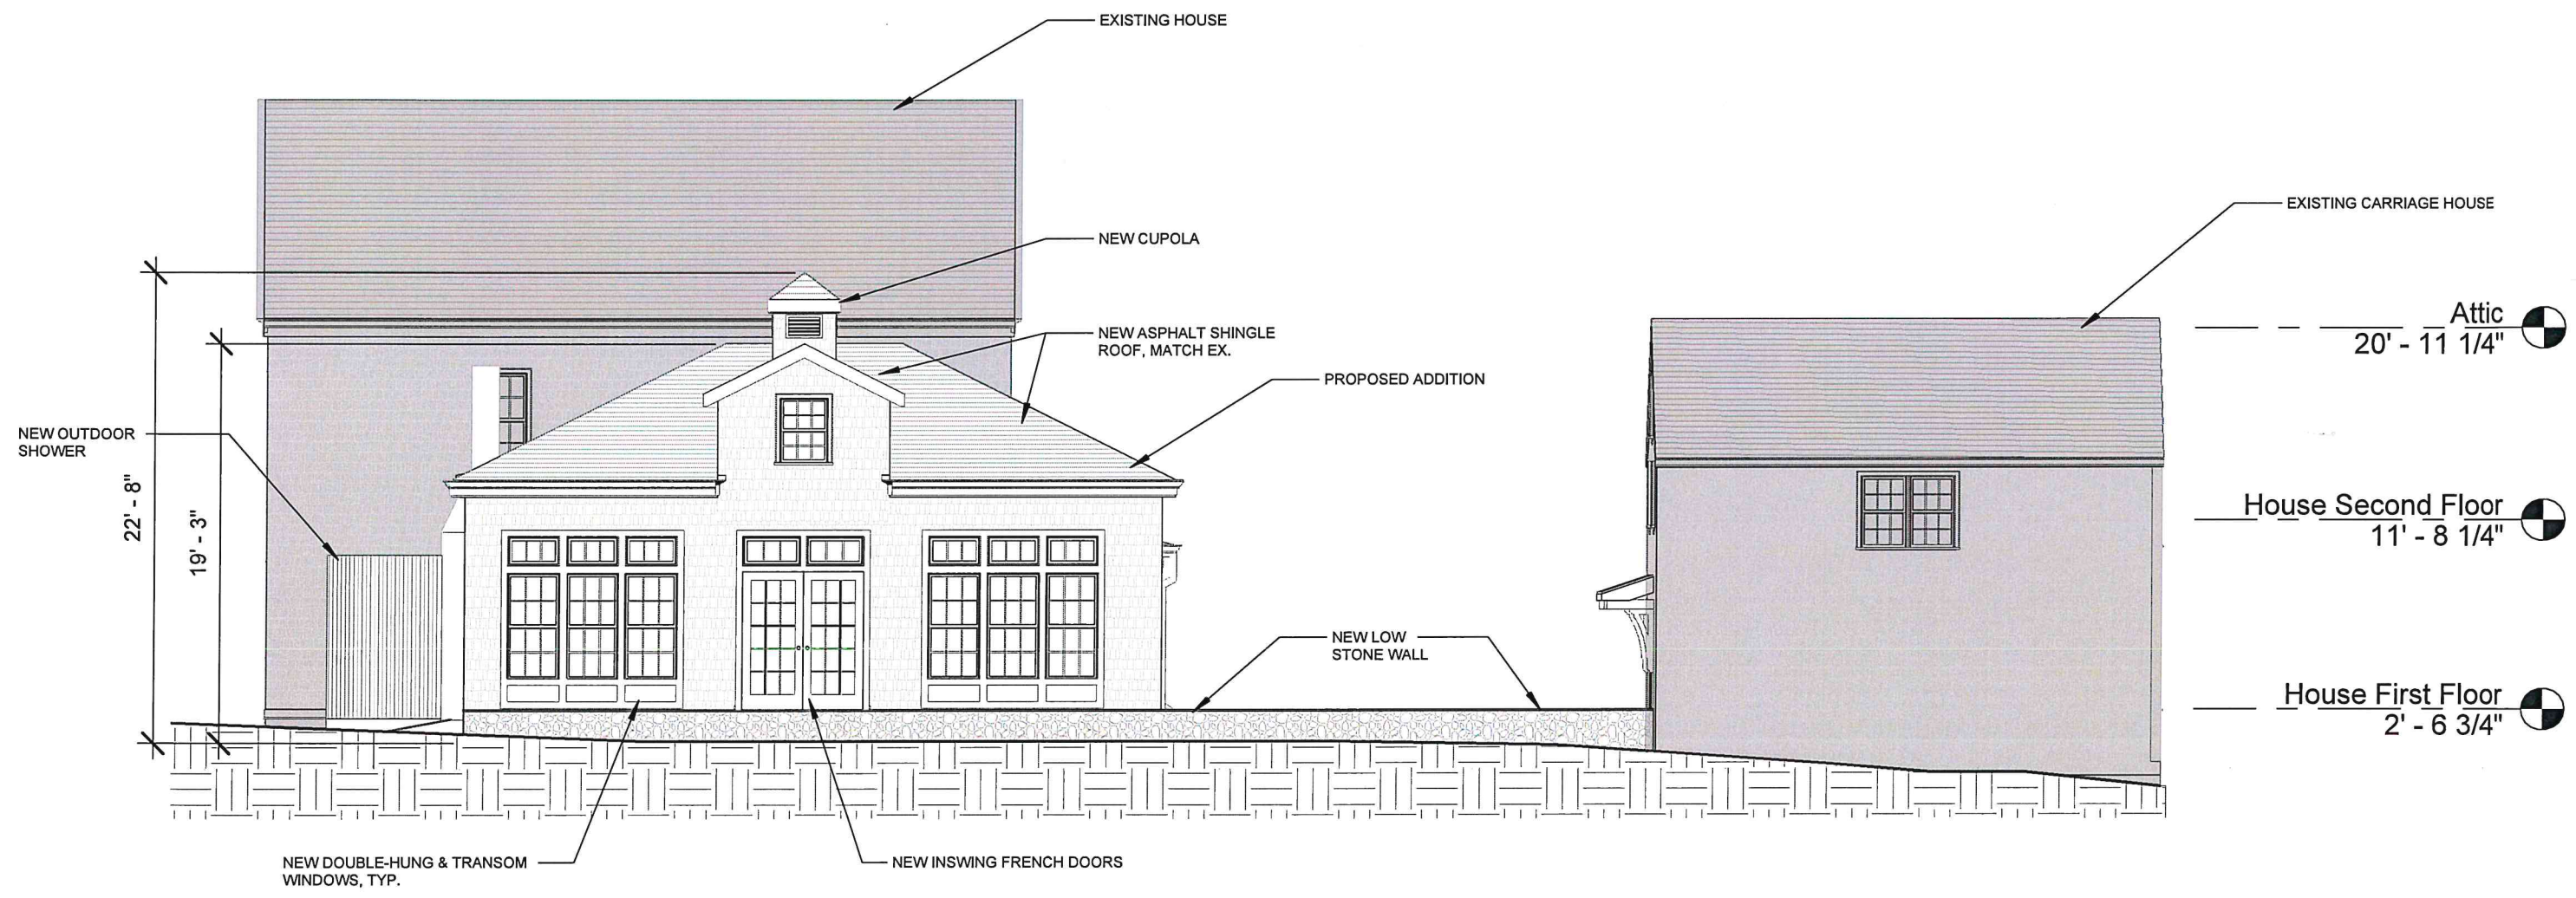 EXISTING HOUSE
EXISTING CARRIAGE HOUSE
NEW CUPOLA
Attic
20' - 11 1/4"
NEW ASPHALT SHINGLE
ROOF, MATCH EX.
PROPOSED ADDITION
NEW OUTDOOR
SHOWER
22' - 8"
19' - 3"
House Second Floor
11' - 8 1/4"
NEW LOW
STONE WALL
House First Floor
2' - 6 3/4"
NEW DOUBLE-HUNG & TRANSOM
WINDOWS, TYP.
NEW INSWING FRENCH DOORS